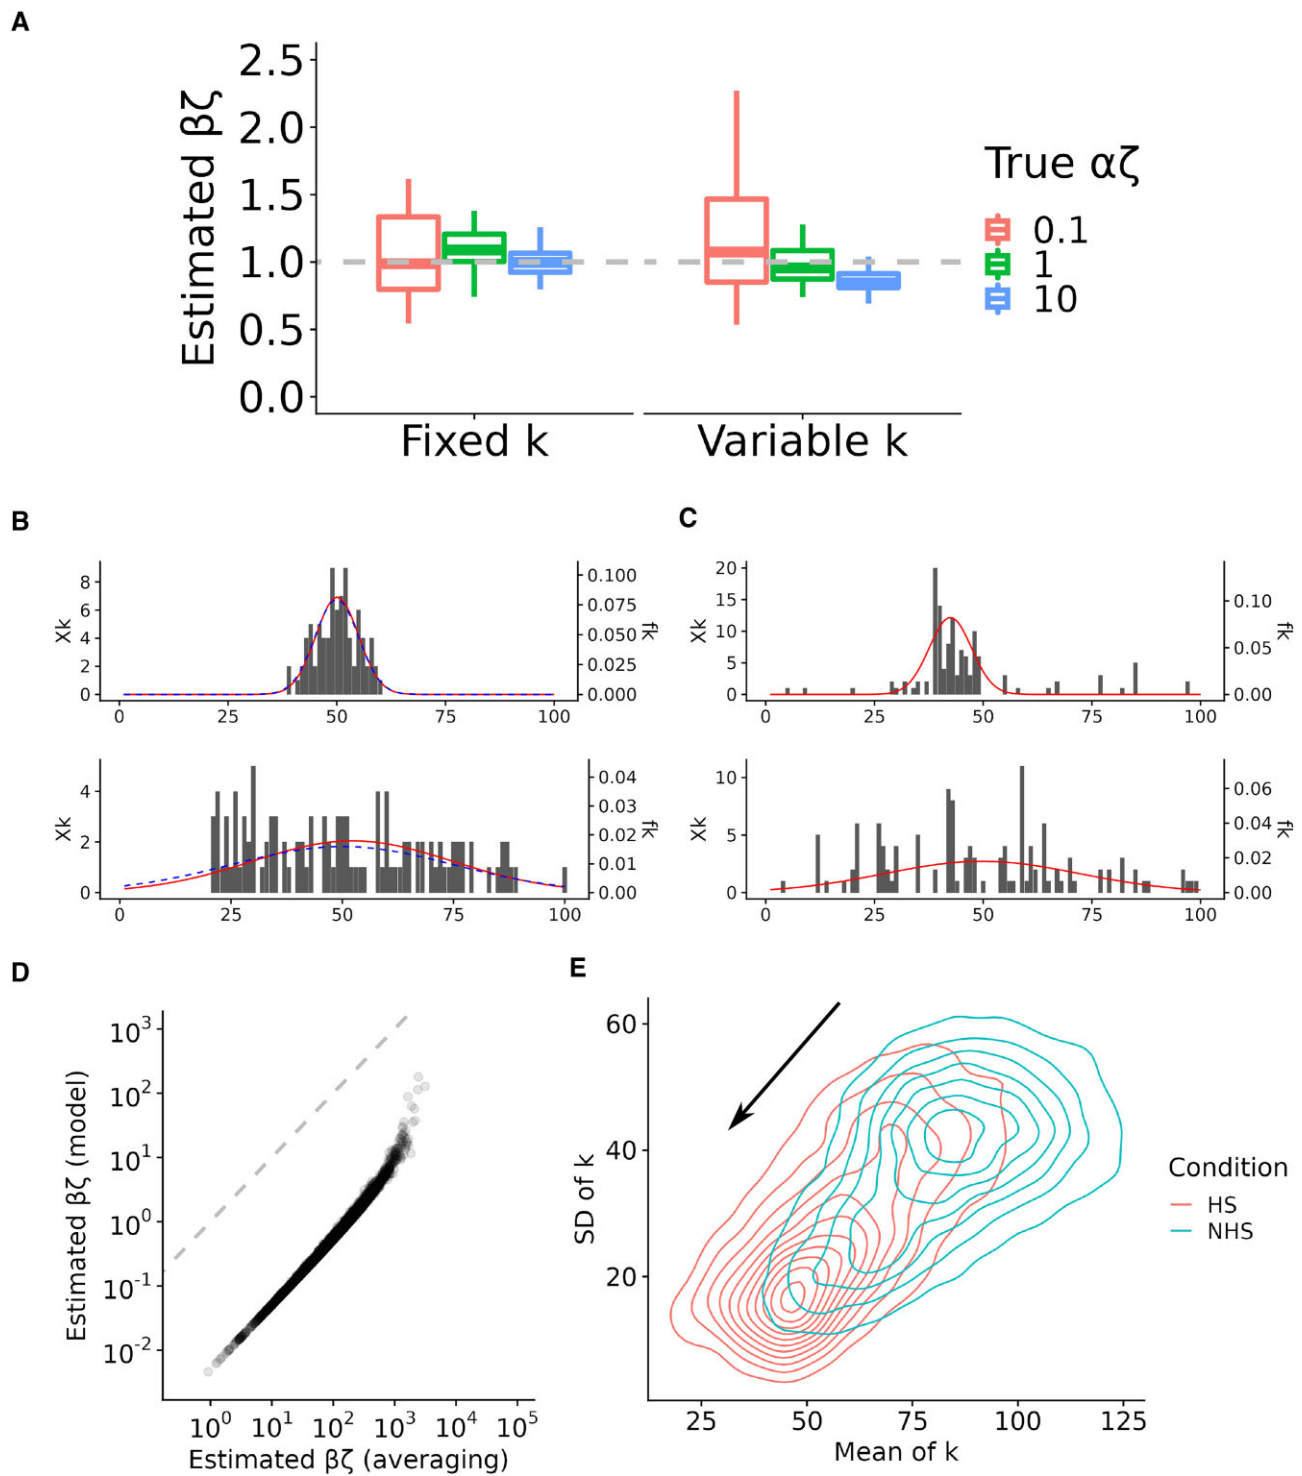 A
Estimated βζ
2.5
2.0
1.5
1.0
0.5
0.0
Fixed k
Variable k
True αζ
0.1
1
10
B
Xk
8
6
4
2
0
0.100
0.075
0.050
0.025
0.000
fk
0 25 50 75 100
Xk
4
2
0
0.04
0.03
0.02
0.01
0.00
fk
0 25 50 75 100
C
Xk
20
15
10
5
0
0.10
0.05
0.00
fk
0 25 50 75 100
Xk
10
5
0
0.06
0.04
0.02
0.00
fk
0 25 50 75 100
D
Estimated βζ (model)
10³
10²
10¹
10⁰
10⁻¹
10⁻²
10⁰ 10¹ 10² 10³ 10⁴ 10⁵
Estimated βζ (averaging)
E
SD of k
60
40
20
25 50 75 100 125
Mean of k
Condition
HS
NHS